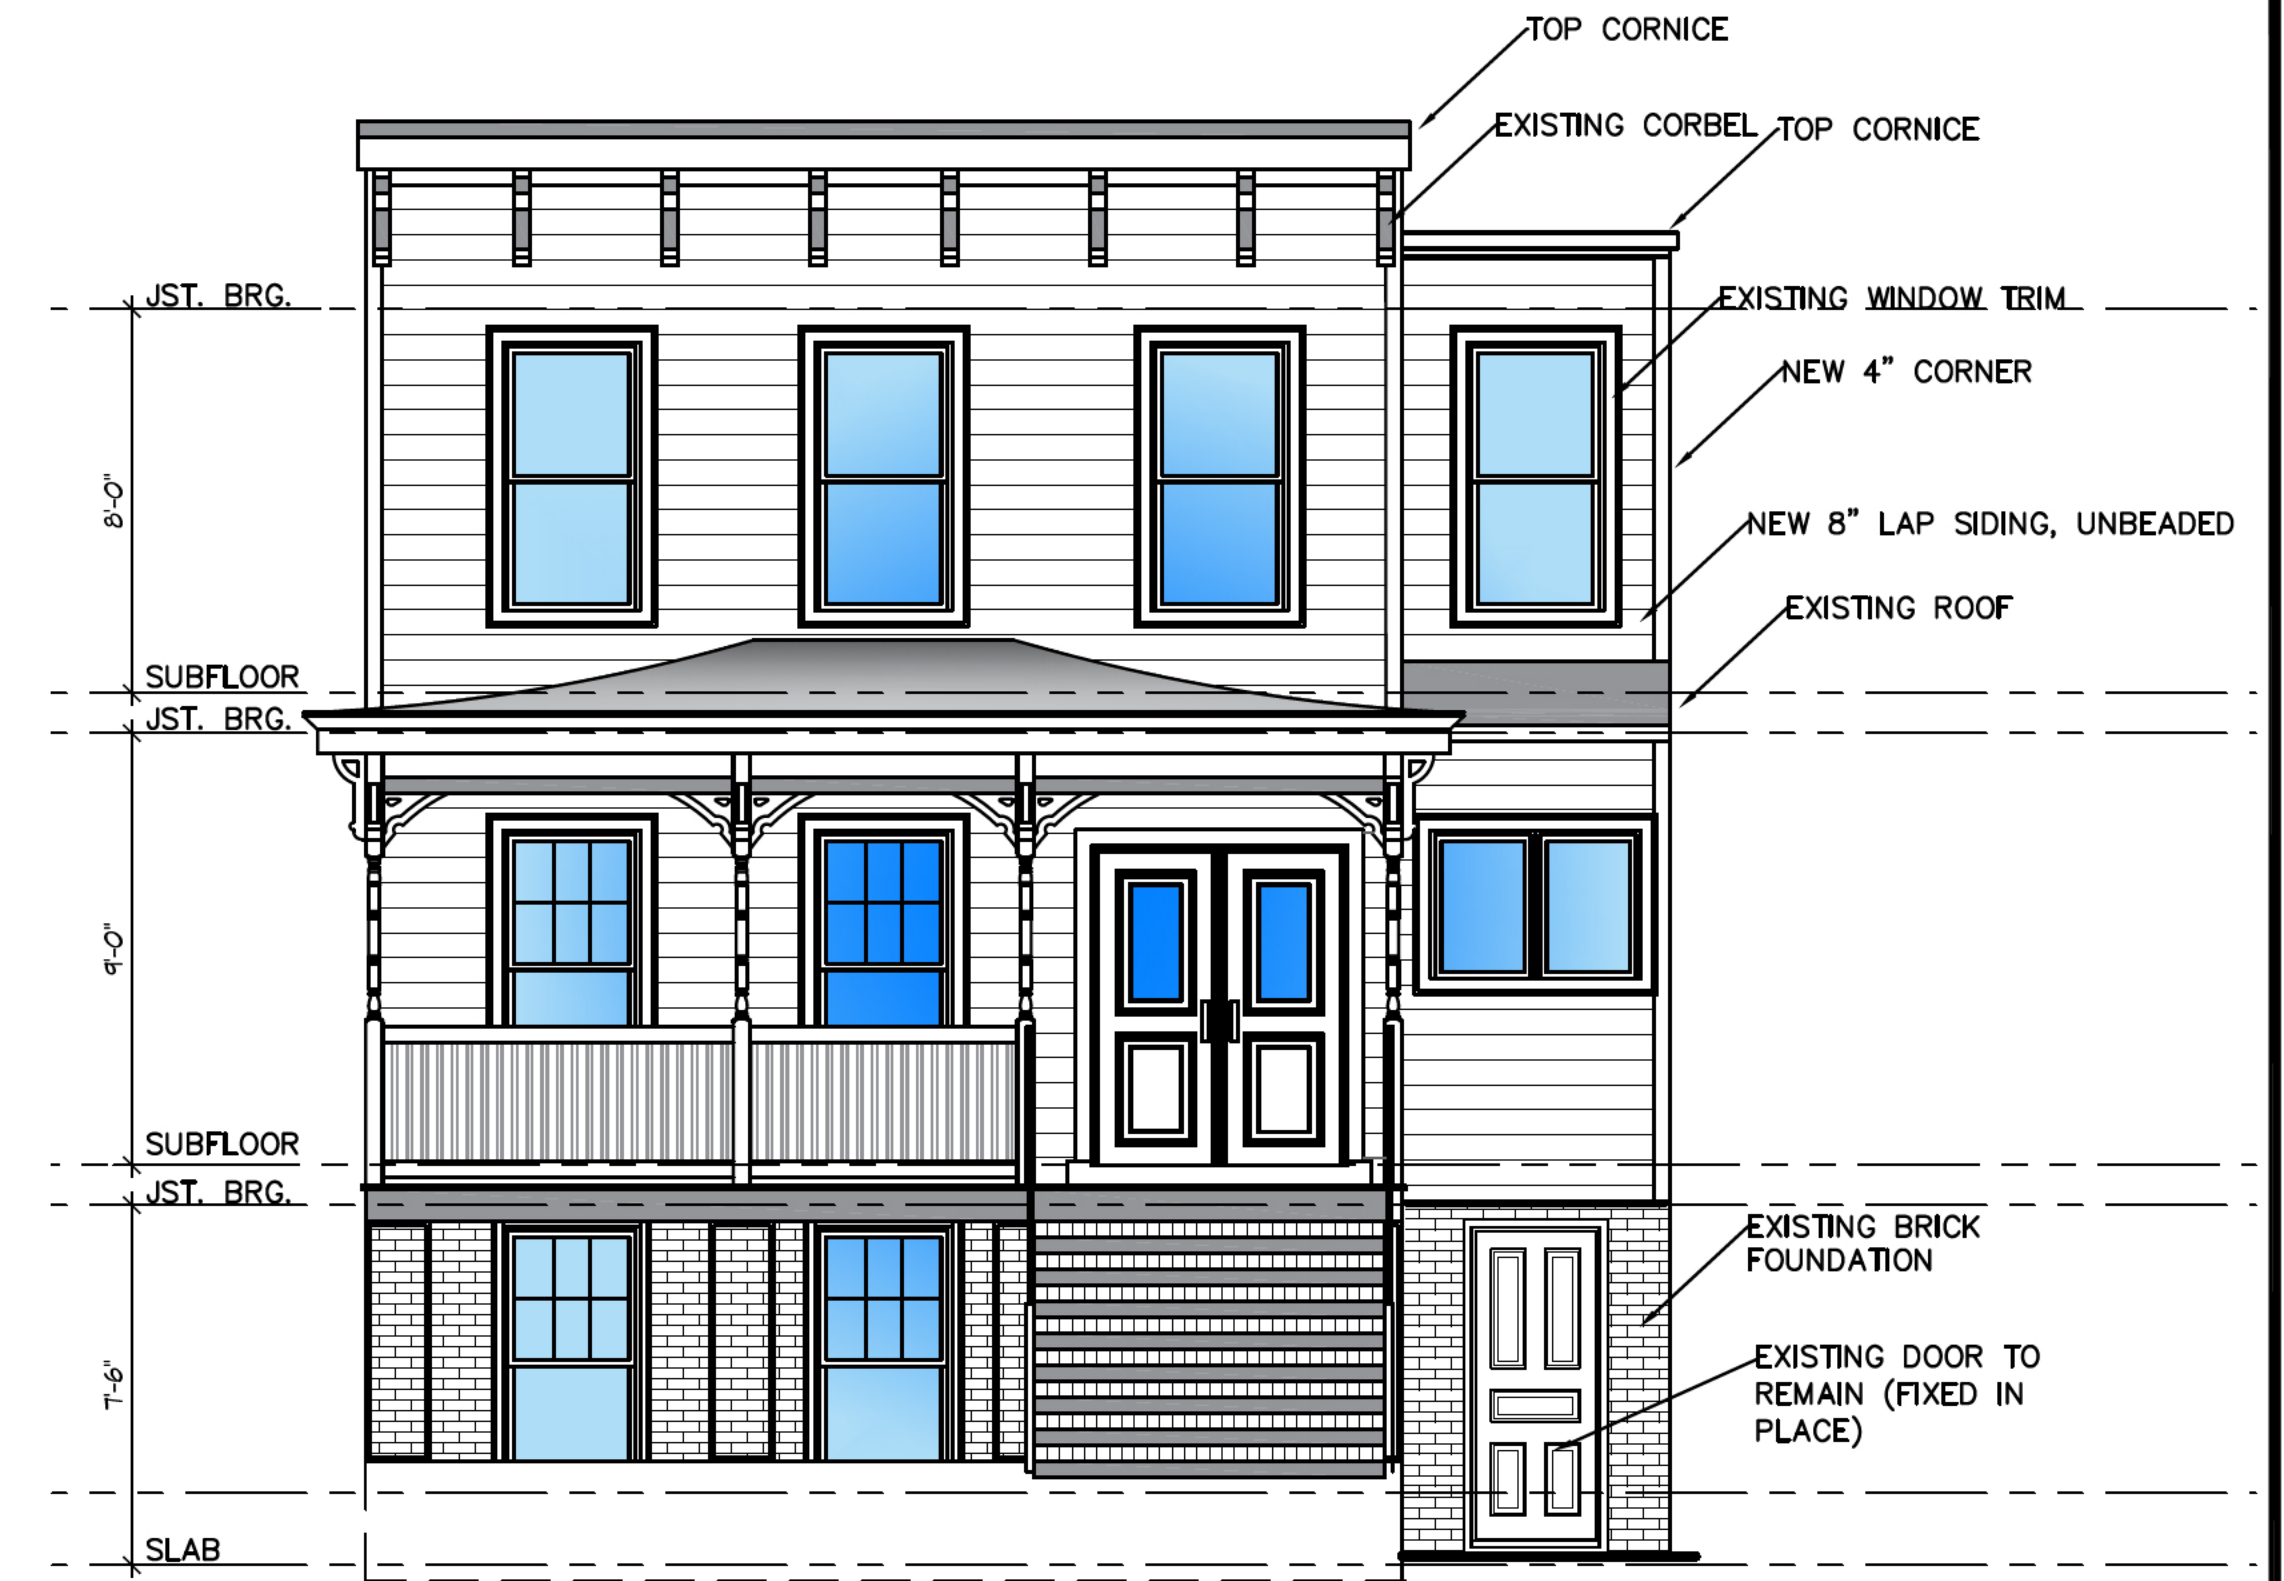 TOP CORNICE
EXISTING CORBEL
TOP CORNICE
JST. BRG.
EXISTING WINDOW TRIM
NEW 4” CORNER
8'-0"
NEW 8” LAP SIDING, UNBEADED
EXISTING ROOF
SUBFLOOR
JST. BRG.
9'-0"
SUBFLOOR
JST. BRG.
EXISTING BRICK
FOUNDATION
7'-6"
EXISTING DOOR TO
REMAIN (FIXED IN
PLACE)
SLAB